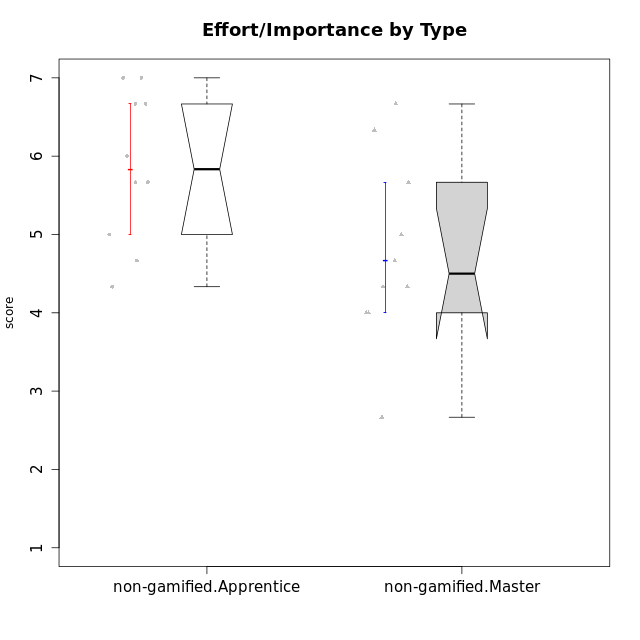 Effort/Importance by Type
7
6
5
4
3
2
1
score
non-gamified.Apprentice
non-gamified.Master